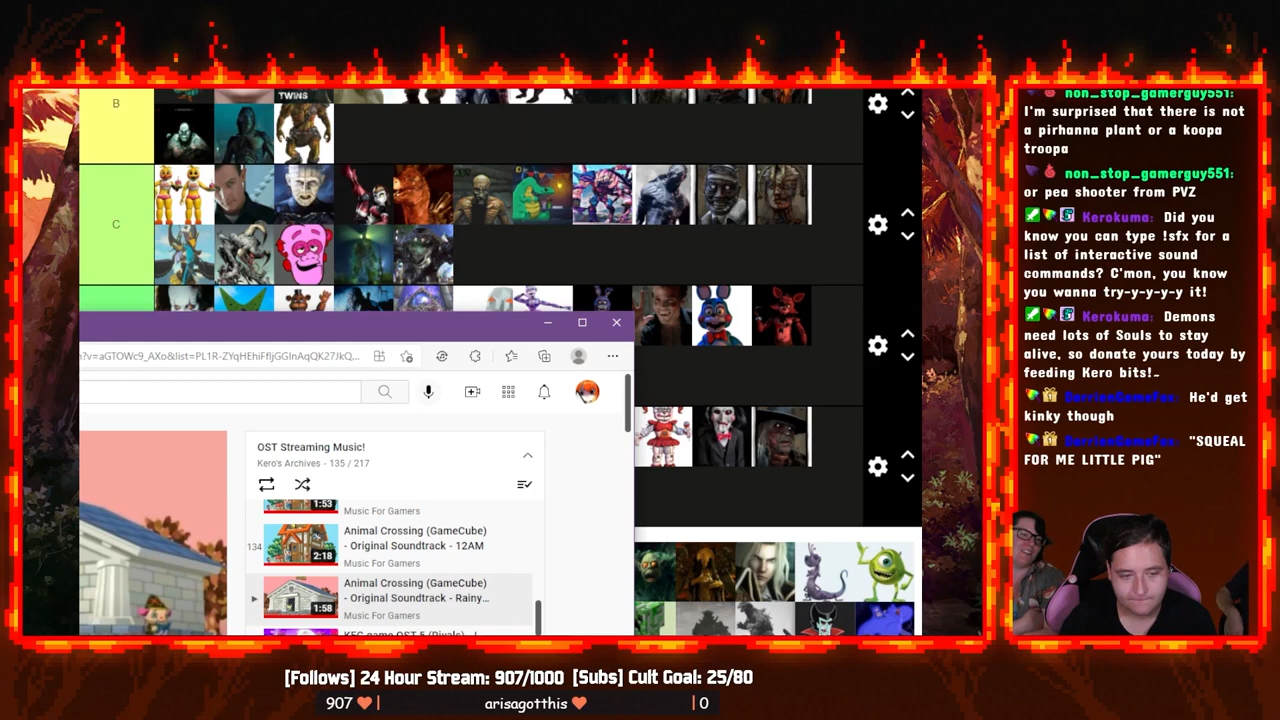 B
TWINS
C
n?v=aGTOWc9_AXo&list=PL1R-ZYqHEhiFfIjGGInAqQK27JkQ...
OST Streaming Music!
Kero's Archives - 135 / 217
1:53
Music For Gamers
134
2:18
Animal Crossing (GameCube)
- Original Soundtrack - 12AM
Music For Gamers
1:58
Animal Crossing (GameCube)
- Original Soundtrack - Rainy...
Music For Gamers
non_stop_gamerguy551:
I'm surprised that there is not
a pirhanna plant or a koopa
troopa
non_stop_gamerguy551:
or pea shooter from PVZ
Kerokuma: Did you
know you can type !sfx for a
list of interactive sound
commands? C'mon, you know
you wanna try-y-y-y-y it!
Kerokuma: Demons
need lots of Souls to stay
alive, so donate yours today by
feeding Kero bits!~
DerrienGameFox: He'd get
kinky though
DerrienGameFox: "SQUEAL
FOR ME LITTLE PIG"
[Follows] 24 Hour Stream: 907/1000 [Subs] Cult Goal: 25/80
907 | arisagotthis | 0